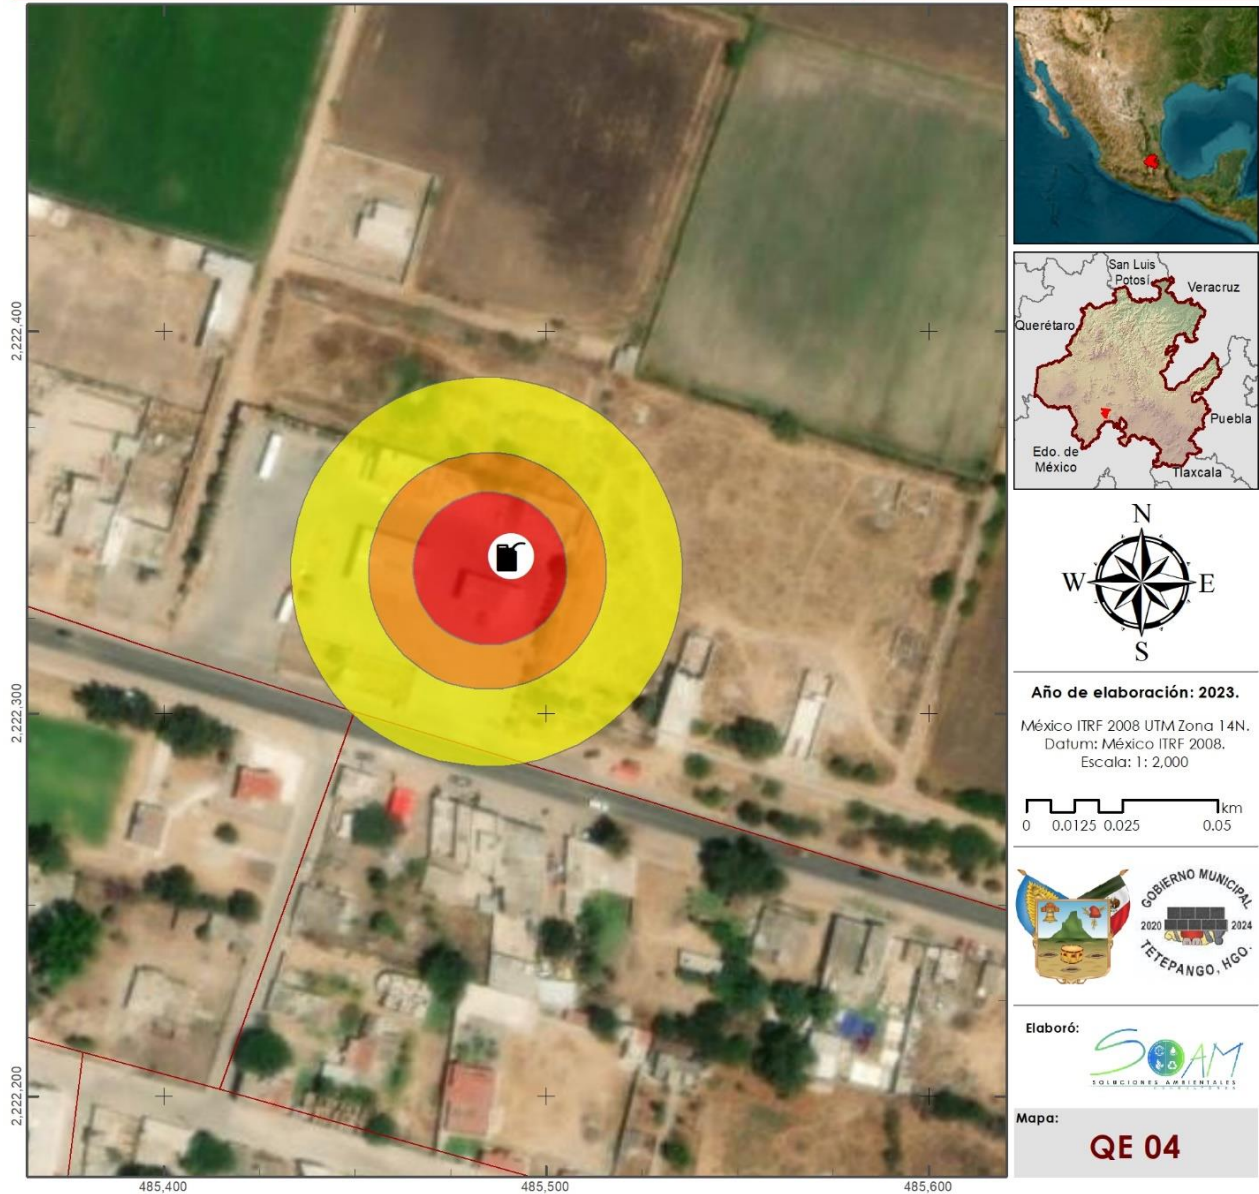 2,222,400
2,222,300
2,222,200
485,400
485,500
485,600
San Luis
Potosí
Veracruz
Querétaro
Puebla
Edo. de
México
Tlaxcala
N
W
E
S
Año de elaboración: 2023.
México ITRF 2008 UTM Zona 14N.
Datum: México ITRF 2008.
Escala: 1: 2,000
km
0 0.0125 0.025 0.05
GOBIERNO MUNICIPAL
2020 2024
TETEPANGO, HGO.
Elaboró:
SOAM
SOLUCIONES AMBIENTALES
Mapa:
QE 04